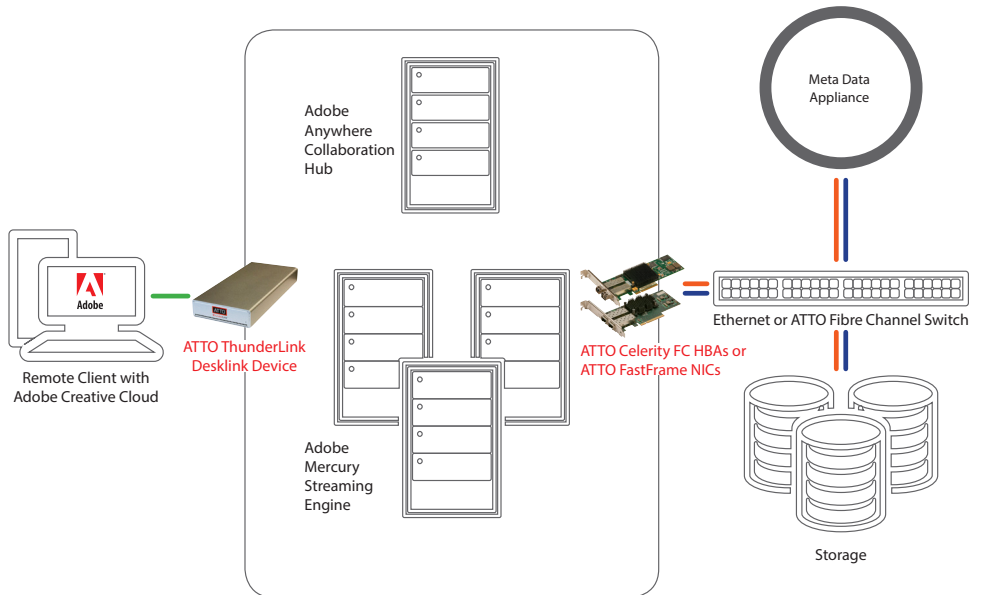 Meta Data
Appliance
Adobe
Anywhere
Collaboration
Hub
Adobe
ATTO
ATTO ThunderLink
Desklink Device
Remote Client with
Adobe Creative Cloud
ATTO Celerity FC HBAs or
ATTO FastFrame NICs
Ethernet or ATTO Fibre Channel Switch
Adobe
Mercury
Streaming
Engine
Storage